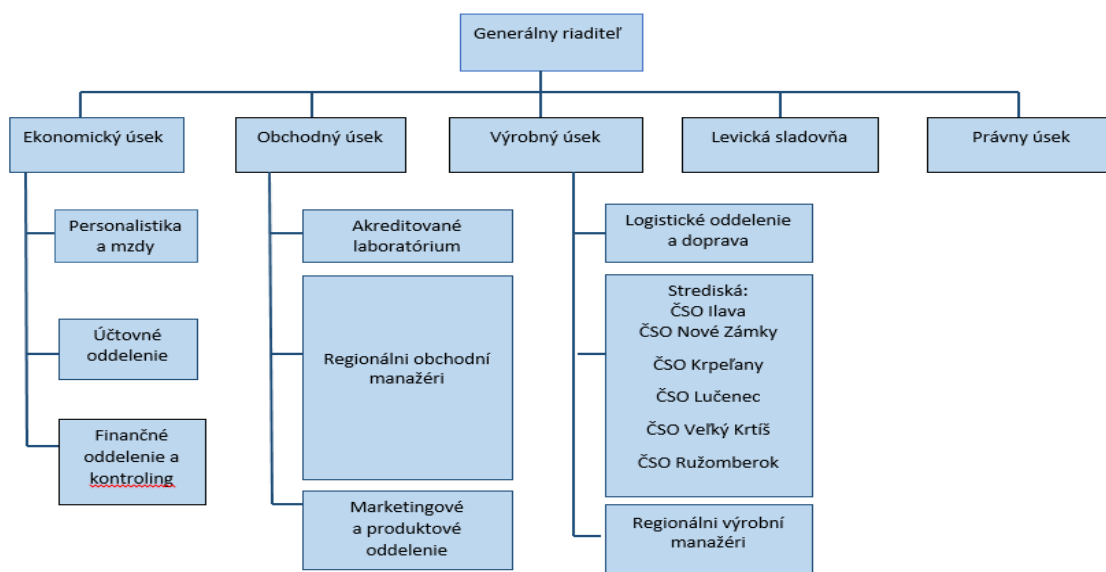 Generálny riaditeľ
Ekonomický úsek
Obchodný úsek
Výrobný úsek
Levická sladovňa
Právny úsek
Personalistika
a mzdy
Účtovné
oddelenie
Finančné
oddelenie a
kontroling
Akreditované
laboratórium
Regionálni obchodní
manažéri
Marketingové
a produktové
oddelenie
Logistické oddelenie
a doprava
Strediská:
ČSO Ilava
ČSO Nové Zámky
ČSO Krpeľany
ČSO Lučenec
ČSO Veľký Krtíš
ČSO Ružomberok
Regionálni výrobní
manažéri